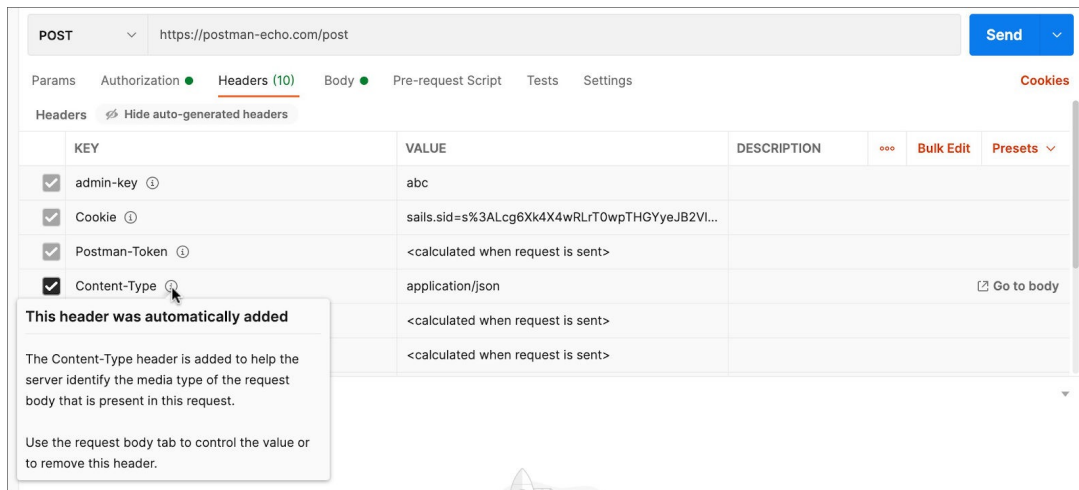 POST https://postman-echo.com/post Send
Params Authorization Headers (10) Body Pre-request Script Tests Settings Cookies
Headers Hide auto-generated headers
KEY VALUE DESCRIPTION ooo Bulk Edit Presets
admin-key abc
Cookie sails.sid=s%3ALcg6Xk4X4wRLrT0wpTHGYyeJB2VI...
Postman-Token <calculated when request is sent>
Content-Type application/json Go to body
This header was automatically added
<calculated when request is sent>
The Content-Type header is added to help the
<calculated when request is sent>
server identify the media type of the request
body that is present in this request.
Use the request body tab to control the value or
to remove this header.